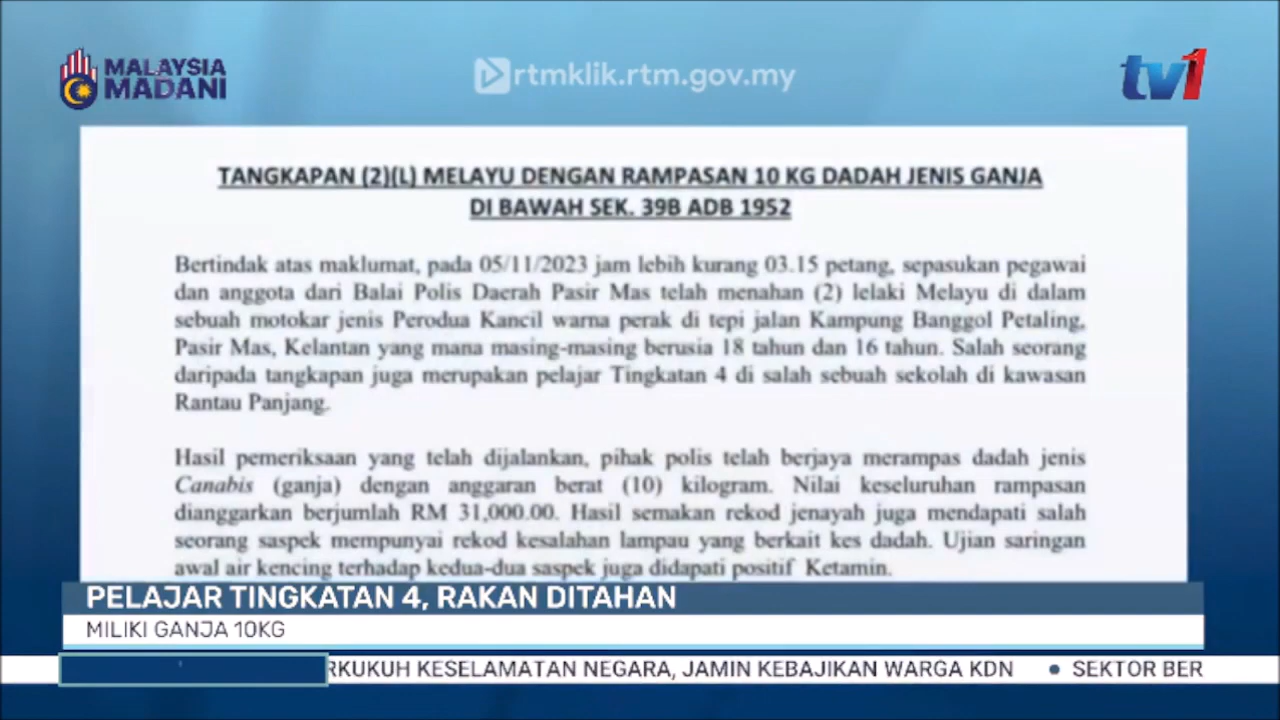 MALAYSIA
MADANI
rtmklik.rtm.gov.my
tv1
TANGKAPAN (2)(L) MELAYU DENGAN RAMPASAN 10 KG DADAH JENIS GANJA
DI BAWAH SEK. 39B ADB 1952
Bertindak atas maklumat, pada 05/11/2023 jam lebih kurang 03.15 petang, sepasukan pegawai
dan anggota dari Balai Polis Daerah Pasir Mas telah menahan (2) lelaki Melayu di dalam
sebuah motokar jenis Perodua Kancil warna perak di tepi jalan Kampung Banggol Petaling,
Pasir Mas, Kelantan yang mana masing-masing berusia 18 tahun dan 16 tahun. Salah seorang
daripada tangkapan juga merupakan pelajar Tingkatan 4 di salah sebuah sekolah di kawasan
Rantau Panjang.
Hasil pemeriksaan yang telah dijalankan, pihak polis telah berjaya merampas dadah jenis
Canabis (ganja) dengan anggaran berat (10) kilogram. Nilai keseluruhan rampasan
dianggarkan berjumlah RM 31,000.00. Hasil semakan rekod jenayah juga mendapati salah
seorang saspek mempunyai rekod kesalahan lampau yang berkait kes dadah. Ujian saringan
awal air kencing terhadap kedua-dua saspek juga didapati positif Ketamin.
PELAJAR TINGKATAN 4, RAKAN DITAHAN
MILIKI GANJA 10KG
RKUKUH KESELAMATAN NEGARA, JAMIN KEBAJIKAN WARGA KDN • SEKTOR BER